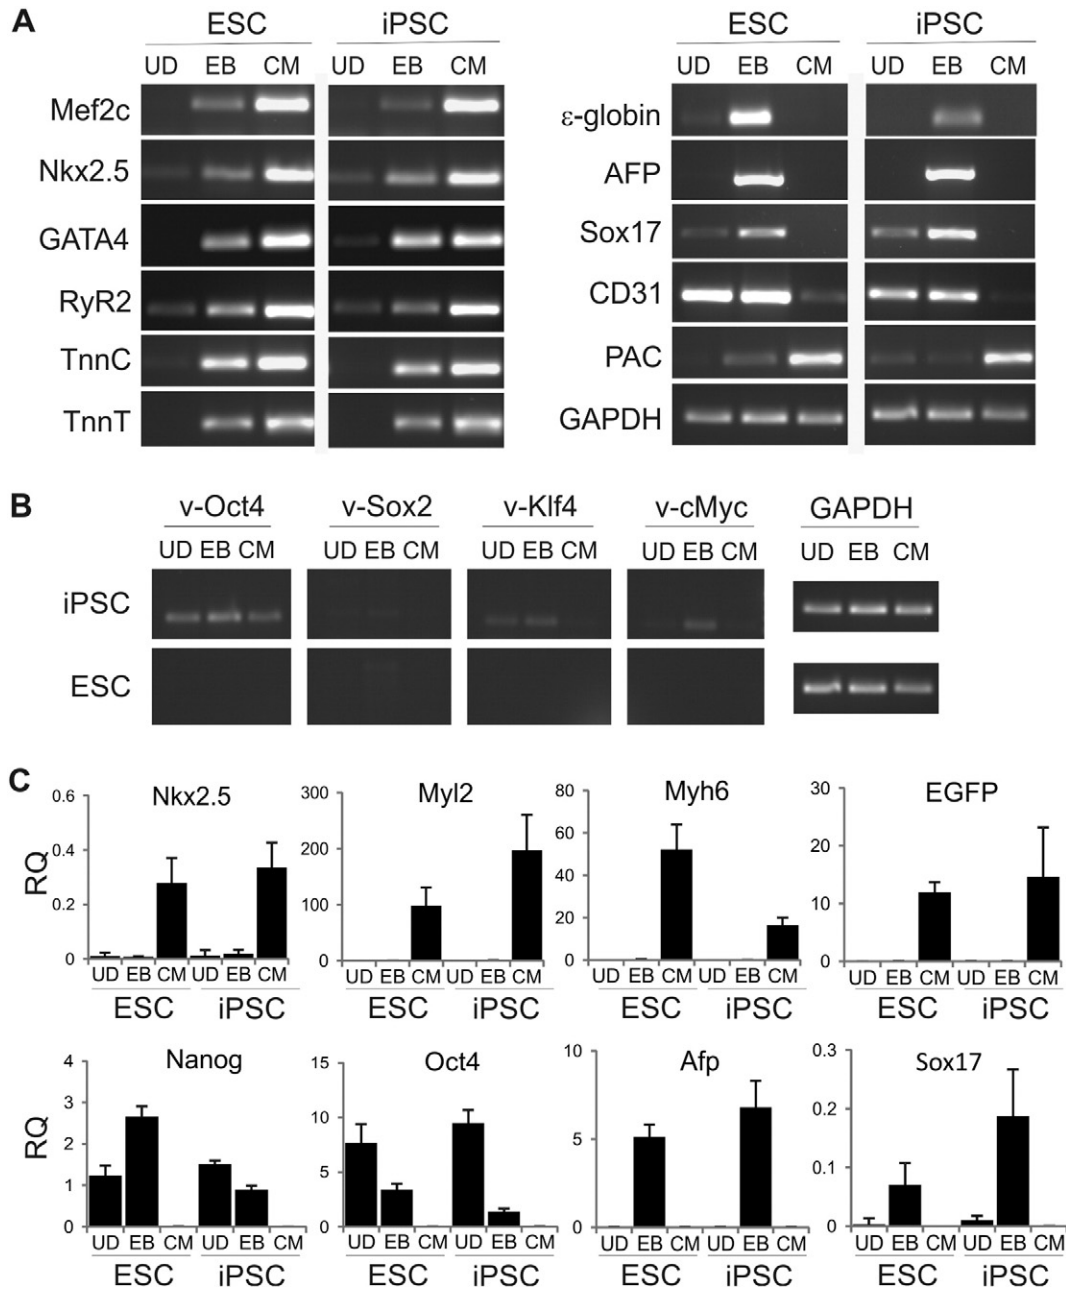 A
ESC iPSC ESC iPSC
UD EB CM UD EB CM UD EB CM UD EB CM
Mef2c ε-globin
Nkx2.5 AFP
GATA4 Sox17
RyR2 CD31
TnnC PAC
TnnT GAPDH
B
v-Oct4 v-Sox2 v-Klf4 v-cMyc GAPDH
UD EB CM UD EB CM UD EB CM UD EB CM UD EB CM
iPSC
ESC
C
Nkx2.5
RQ
0.6
0.4
0.2
0
UD EB CM UD EB CM
ESC iPSC
Myl2
300
200
100
0
UD EB CM UD EB CM
ESC iPSC
Myh6
80
60
40
20
0
UD EB CM UD EB CM
ESC iPSC
EGFP
30
20
10
0
UD EB CM UD EB CM
ESC iPSC
Nanog
RQ
4
3
2
1
0
UD EB CM UD EB CM
ESC iPSC
Oct4
15
10
5
0
UD EB CM UD EB CM
ESC iPSC
Afp
10
5
0
UD EB CM UD EB CM
ESC iPSC
Sox17
0.3
0.2
0.1
0
UD EB CM UD EB CM
ESC iPSC